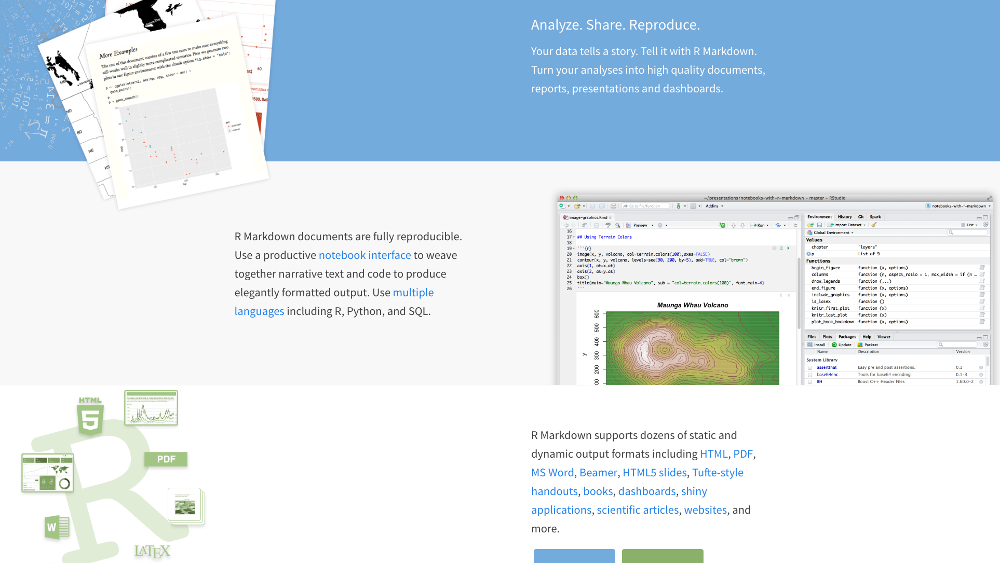 Analyze. Share. Reproduce.
Your data tells a story. Tell it with R Markdown.
Turn your analyses into high quality documents,
reports, presentations and dashboards.
More Examples
The rest of this document consists of a few test cases to make sure everything
still works well in slightly more complicated scenarios. First we generate two
plots in one figure environment with the chunk option fig.show = 'hold':
p <- ggplot(mtcars2, aes(hp, mpg, color = am)) +
geom_point()
p
p + geom_smooth()
am
automatic
manual
hp
MB
Winnipeg
James Bay
ND
SD
NE
KS
60
R Markdown documents are fully reproducible.
Use a productive notebook interface to weave
together narrative text and code to produce
elegantly formatted output. Use multiple
languages including R, Python, and SQL.
~/presentations/notebooks-with-r-markdown - master - RStudio
Go to file/function
Addins
notebooks-with-r-markdown
image-graphics.Rmd
ABC
Preview
Run
16
17 ## Using Terrain Colors
18
19 ```{r}
20 image(x, y, volcano, col=terrain.colors(100),axes=FALSE)
21 contour(x, y, volcano, levels=seq(90, 200, by=5), add=TRUE, col="brown")
22 axis(1, at=x.at)
23 axis(2, at=y.at)
24 box()
25 title(main="Maunga Whau Volcano", sub = "col=terrain.colors(100)", font.main=4)
26 ```
Maunga Whau Volcano
600
500
400
300
200
00
y
Environment History Git Spark
Import Dataset
List
Global Environment
Values
chapter "layers"
p List of 9
Functions
begin_figure function (x, options)
columns function (n, aspect_ratio = 1, max_width = if (n …
draw_legends function (...)
end_figure function (x, options)
include_graphics function (x, options)
is_latex function ()
knitr_first_plot function (x)
knitr_last_plot function (x)
plot_hook_bookdown function (x, options)
Files Plots Packages Help Viewer
Install Update Packrat
Name Description Version
System Library
assertthat Easy pre and post assertions. 0.1
base64enc Tools for base64 encoding 0.1-3
BH Boost C++ Header Files 1.60.0-2
HTML
5
PDF
W
LATEX
R
R Markdown supports dozens of static and
dynamic output formats including HTML, PDF,
MS Word, Beamer, HTML5 slides, Tufte-style
handouts, books, dashboards, shiny
applications, scientific articles, websites, and
more.